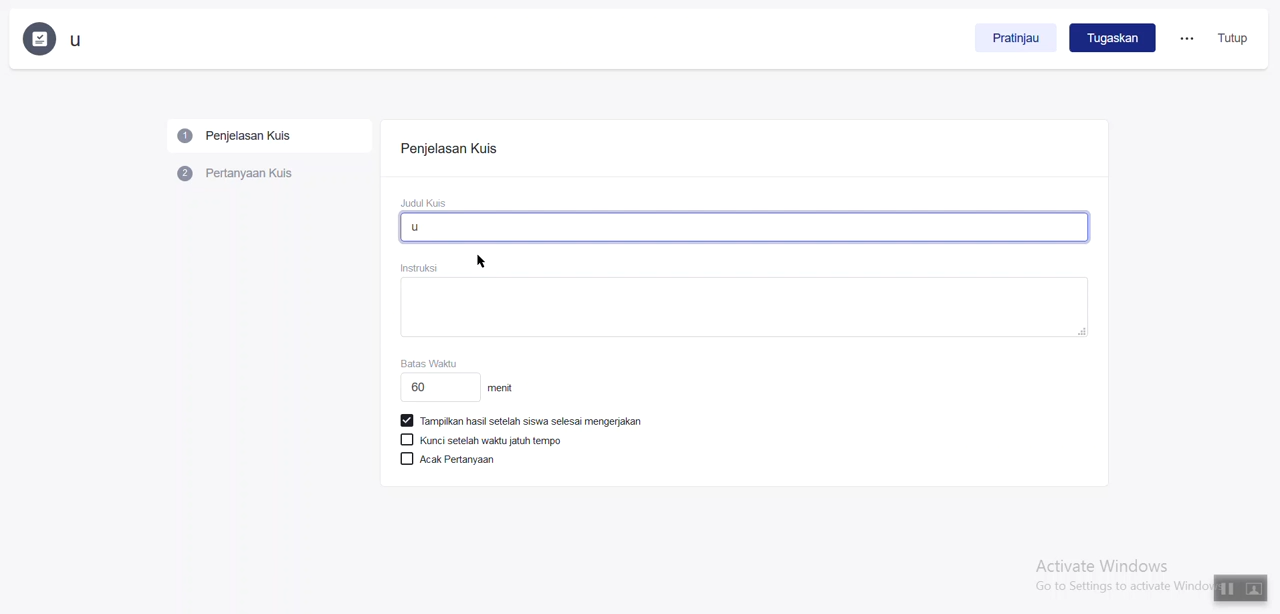 u
Pratinjau
Tugaskan
Tutup
1 Penjelasan Kuis
2 Pertanyaan Kuis
Penjelasan Kuis
Judul Kuis
u
Instruksi
Batas Waktu
60 menit
Tampilkan hasil setelah siswa selesai mengerjakan
Kunci setelah waktu jatuh tempo
Acak Pertanyaan
Activate Windows
Go to Settings to activate Windows